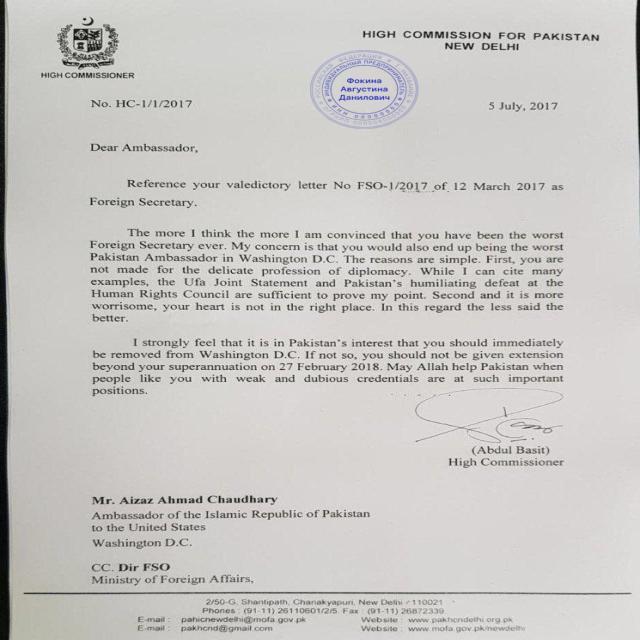 HIGH COMMISSION FOR PAKISTAN
NEW DELHI
HIGH COMMISSIONER
ИНДИВИДУАЛЬНЫЙ ПРЕДПРИНИМАТЕЛЬ
Фокина
Августина
Данилович
No. HC-1/1/2017
5 July, 2017
Dear Ambassador,
Reference your valedictory letter No FSO-1/2017 of 12 March 2017 as
Foreign Secretary.
The more I think the more I am convinced that you have been the worst
Foreign Secretary ever. My concern is that you would also end up being the worst
Pakistan Ambassador in Washington D.C. The reasons are simple. First, you are
not made for the delicate profession of diplomacy. While I can cite many
examples, the Ufa Joint Statement and Pakistan's humiliating defeat at the
Human Rights Council are sufficient to prove my point. Second and it is more
worrisome, your heart is not in the right place. In this regard the less said the
better.
I strongly feel that it is in Pakistan's interest that you should immediately
be removed from Washington D.C. If not so, you should not be given extension
beyond your superannuation on 27 February 2018. May Allah help Pakistan when
people like you with weak and dubious credentials are at such important
positions.
(Abdul Basit)
High Commissioner
Mr. Aizaz Ahmad Chaudhary
Ambassador of the Islamic Republic of Pakistan
to the United States
Washington D.C.
CC. Dir FSO
Ministry of Foreign Affairs,
2/50-G, Shantipath, Chanakyapuri, New Delhi - 110021
Phones : (91-11) 26110601/2/5. Fax : (91-11) 26872339
E-mail : pahicnewdelhi@mofa.gov.pk Website : www.pakhcnd.org.pk
E-mail : pakhcnd@gmail.com Website : www.mofa.gov.pk/newdelhi